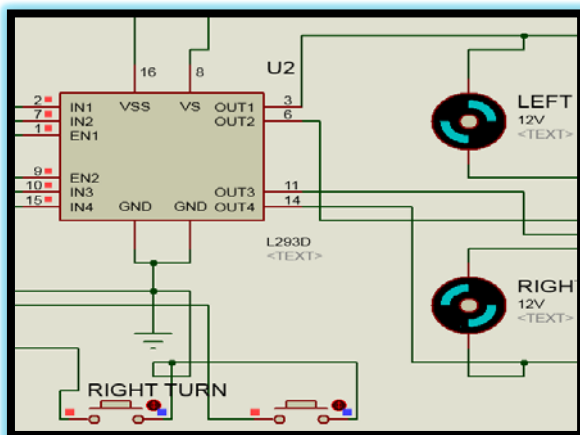 16
8
U2
2
IN1
VSS
VS
OUT1
3
7
IN2
OUT2
6
1
EN1
9
EN2
10
IN3
OUT3
11
15
IN4
GND
GND
OUT4
14
L293D
<TEXT>
LEFT
12V
<TEXT>
RIGH
12V
<TEXT>
RIGHT TURN